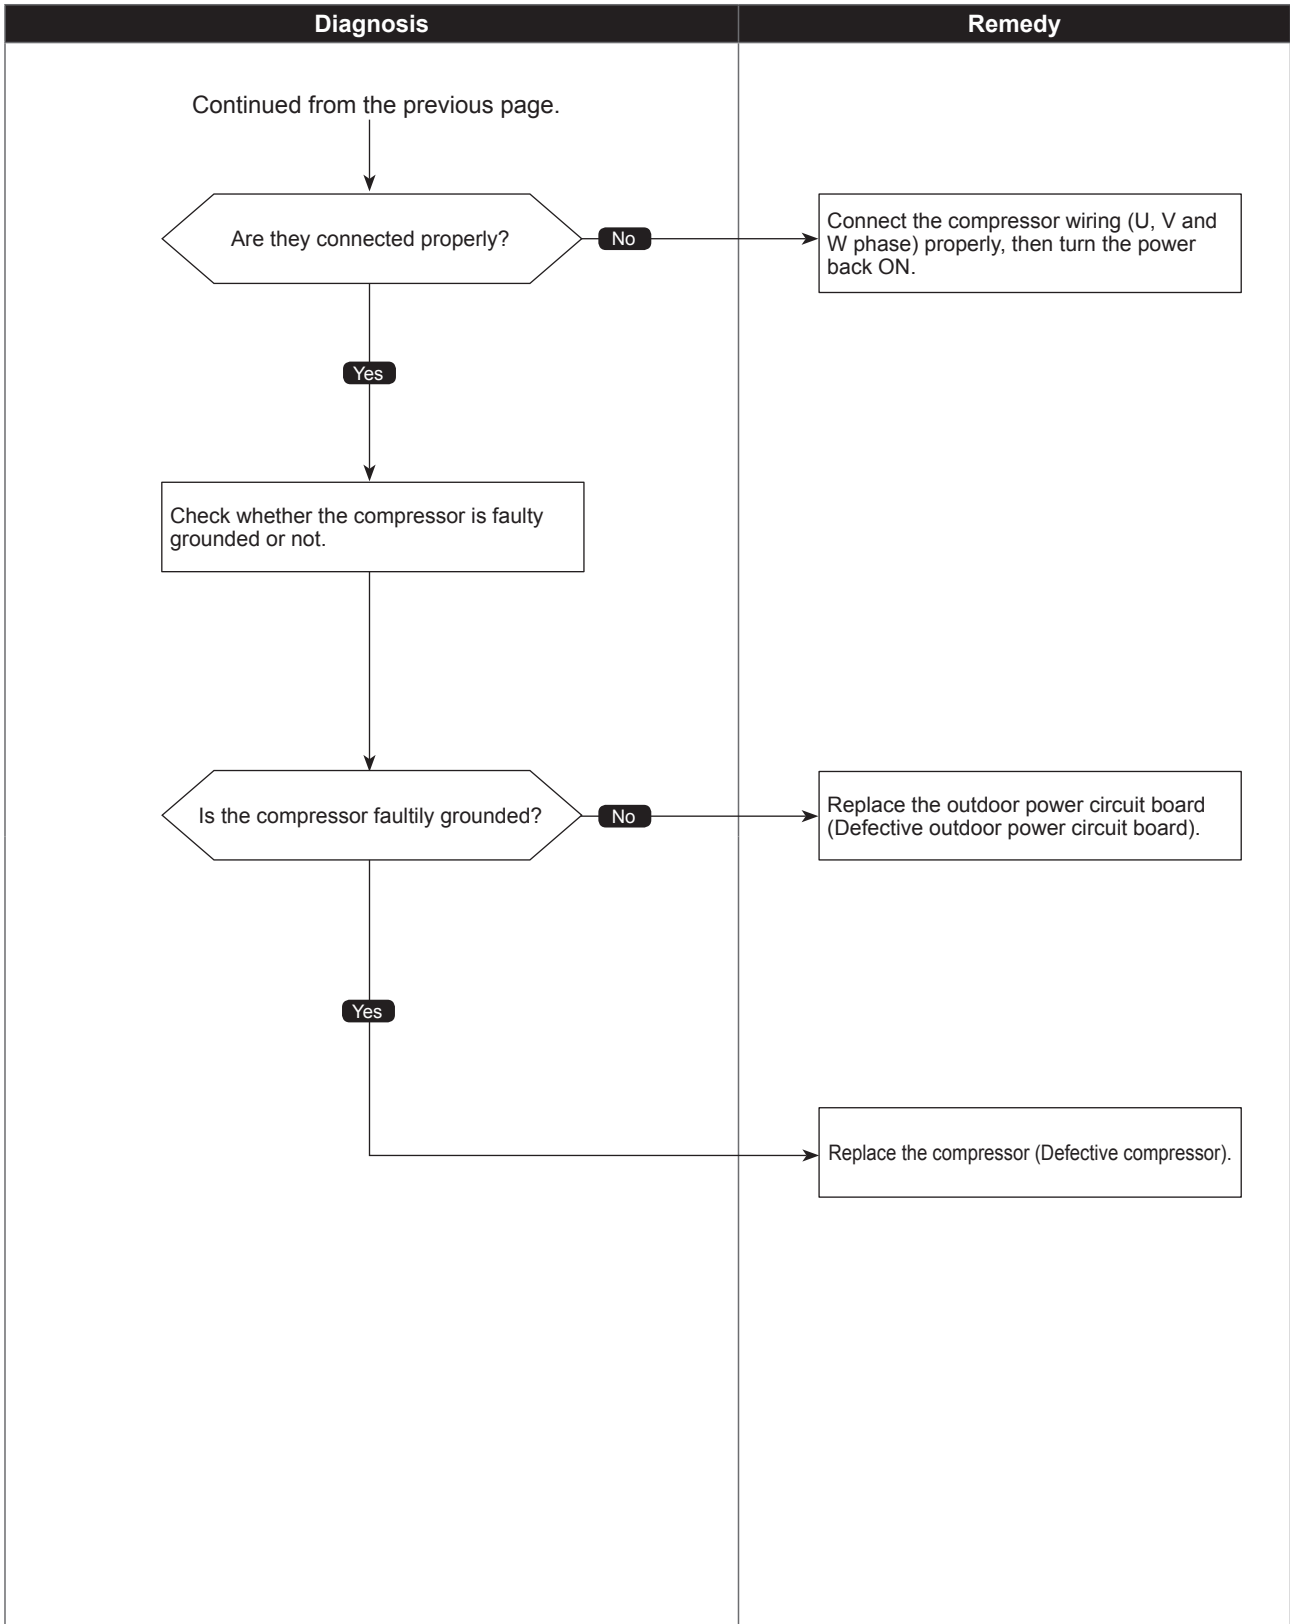 Diagnosis
Remedy
Continued from the previous page.
Are they connected properly?
No
Connect the compressor wiring (U, V and
W phase) properly, then turn the power
back ON.
Yes
Check whether the compressor is faulty
grounded or not.
Is the compressor faultily grounded?
No
Replace the outdoor power circuit board
(Defective outdoor power circuit board).
Yes
Replace the compressor (Defective compressor).